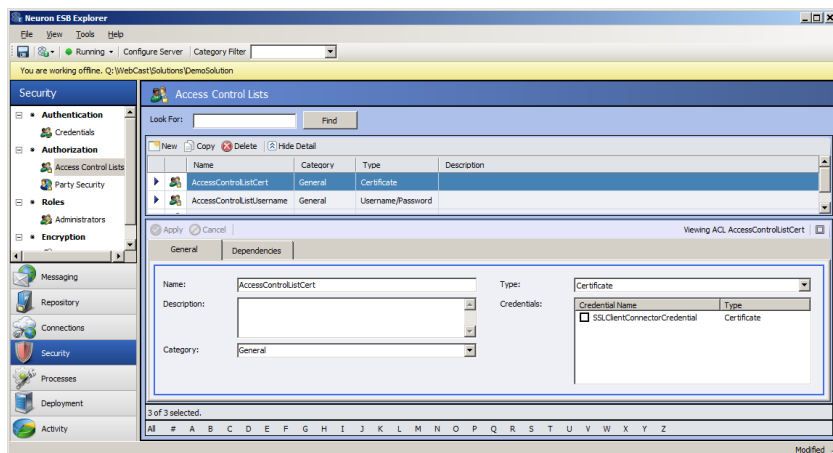 Neuron ESB Explorer
File View Tools Help
Running Configure Server Category Filter
You are working offline. Q:\WebCast\Solutions\DemoSolution
Security
Authentication
Credentials
Authorization
Access Control Lists
Party Security
Roles
Administrators
Encryption
Messaging
Repository
Connections
Security
Processes
Deployment
Activity
Access Control Lists
Look For: Find
New Copy Delete Hide Detail
Name Category Type Description
AccessControlListCert General Certificate
AccessControlListUsername General Username/Password
Apply Cancel Viewing ACL AccessControlListCert
General Dependencies
Name: AccessControlListCert Type: Certificate
Description: Credentials: Credential Name Type
SSLClientConnectorCredential Certificate
Category: General
3 of 3 selected.
All # A B C D E F G H I J K L M N O P Q R S T U V W X Y Z
Modified